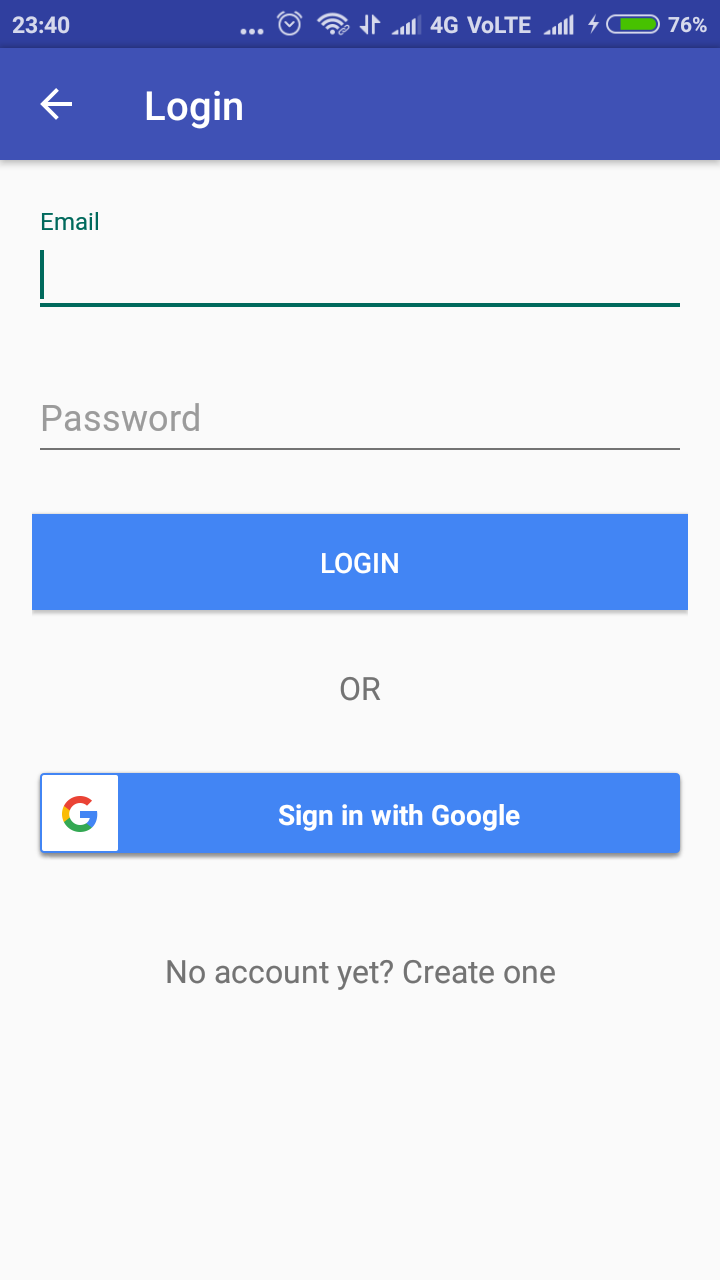 23:40 ... 4G VoLTE 76%
Login
Email
Password
LOGIN
OR
Sign in with Google
No account yet? Create one